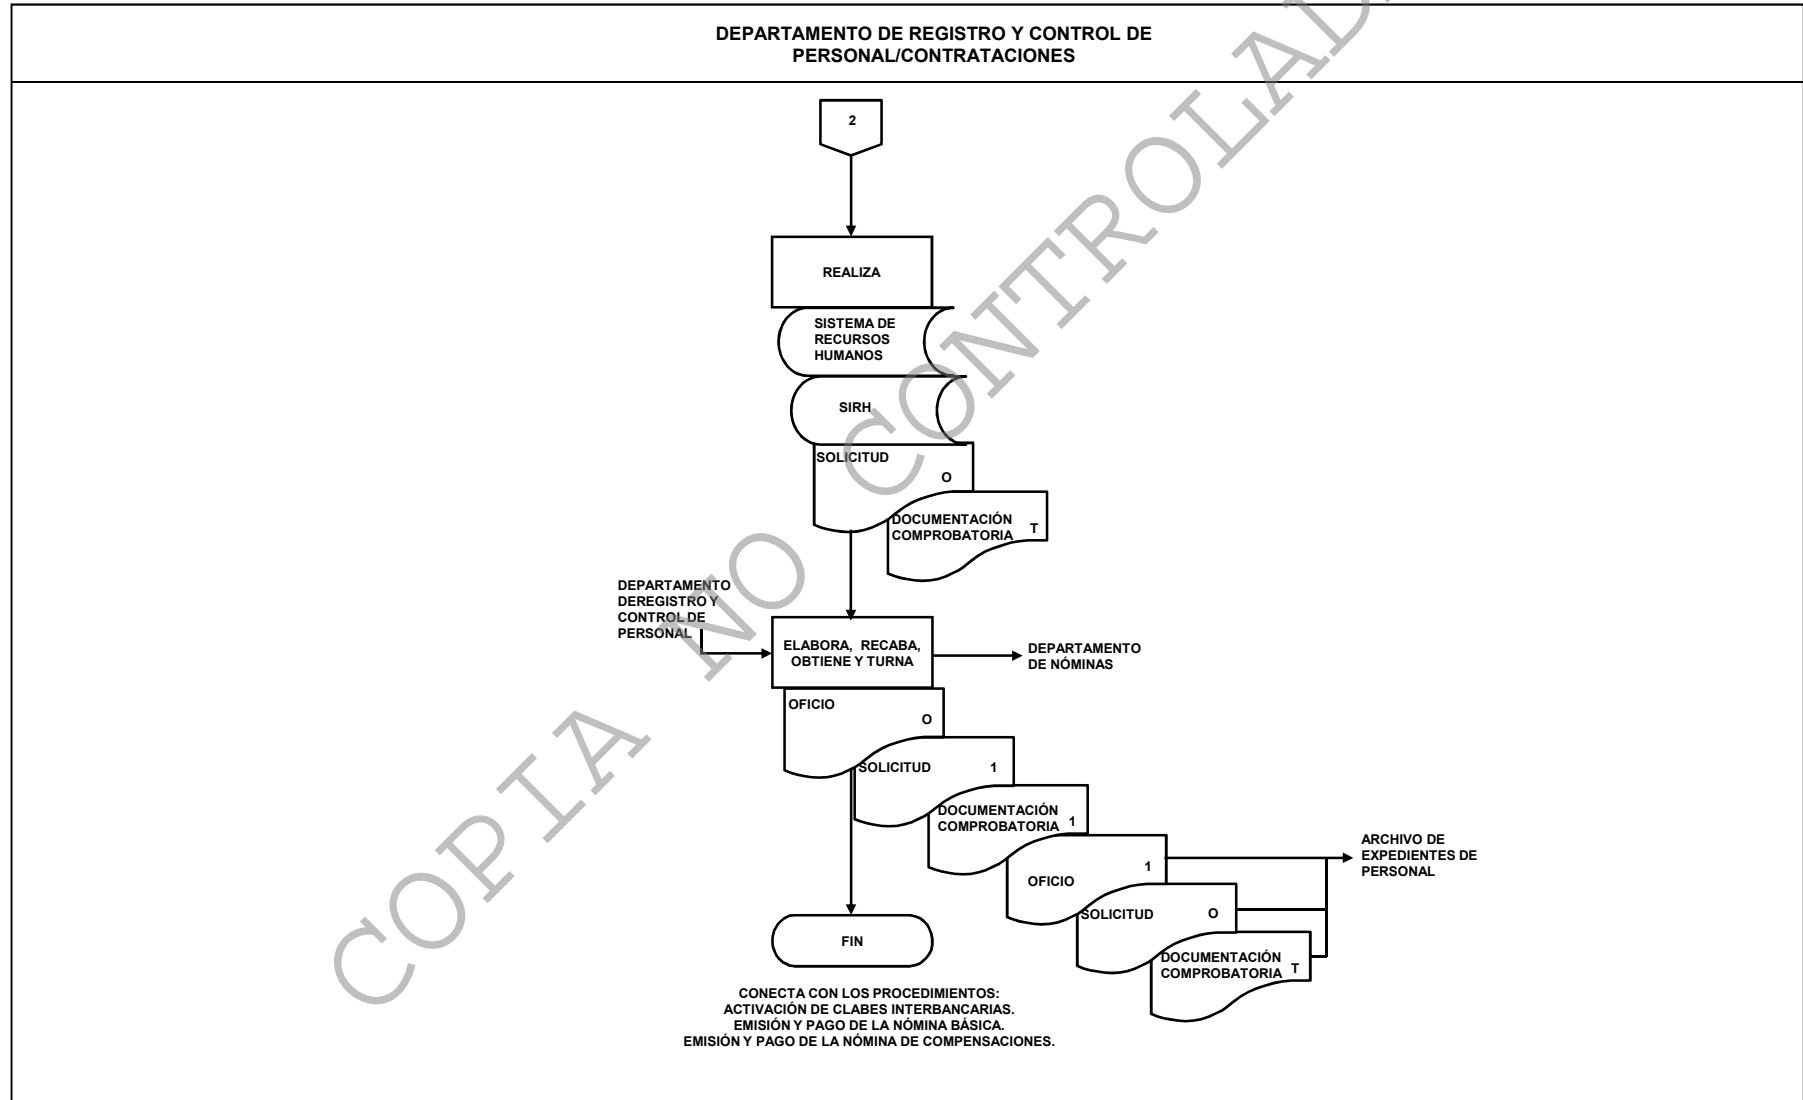 DEPARTAMENTO DE REGISTRO Y CONTROL DE
PERSONAL/CONTRATACIONES
2
REALIZA
SISTEMA DE
RECURSOS
HUMANOS
SIRH
SOLICITUD
O
DOCUMENTACIÓN
COMPROBATORIA T
DEPARTAMENTO
DEREGISTRO Y
CONTROL DE
PERSONAL
ELABORA, RECABA,
OBTIENE Y TURNA
DEPARTAMENTO
DE NÓMINAS
OFICIO
O
SOLICITUD 1
DOCUMENTACIÓN
COMPROBATORIA 1
OFICIO 1
SOLICITUD O
DOCUMENTACIÓN
COMPROBATORIA T
ARCHIVO DE
EXPEDIENTES DE
PERSONAL
FIN
CONECTA CON LOS PROCEDIMIENTOS:
ACTIVACIÓN DE CLABES INTERBANCARIAS.
EMISIÓN Y PAGO DE LA NÓMINA BÁSICA.
EMISIÓN Y PAGO DE LA NÓMINA DE COMPENSACIONES.
COPIA NO CONTROLAD